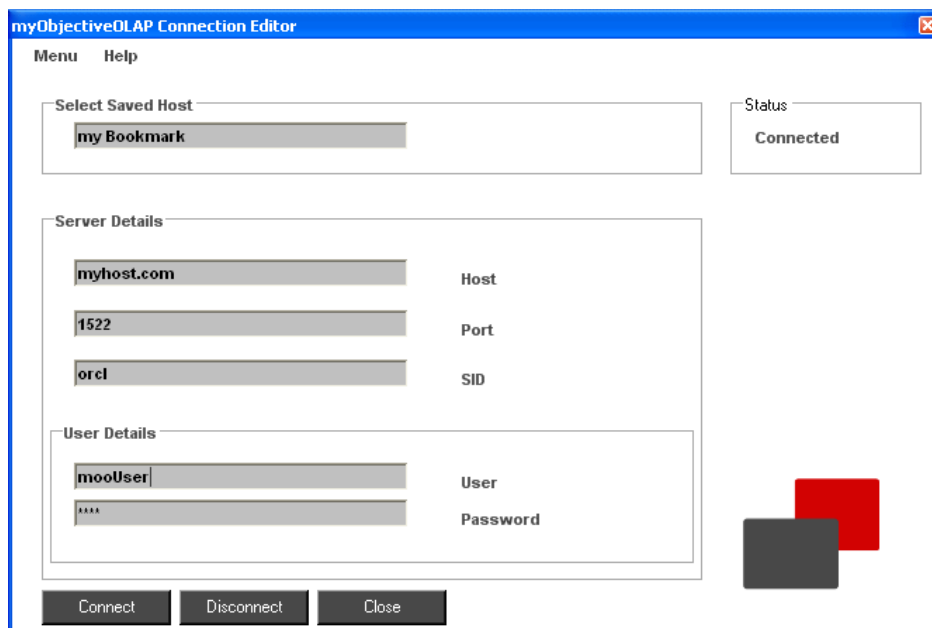 myObjectiveOLAP Connection Editor
Menu Help
Select Saved Host
my Bookmark
Status
Connected
Server Details
myhost.com Host
1522 Port
orcl SID
User Details
mooUser User
**** Password
Connect Disconnect Close